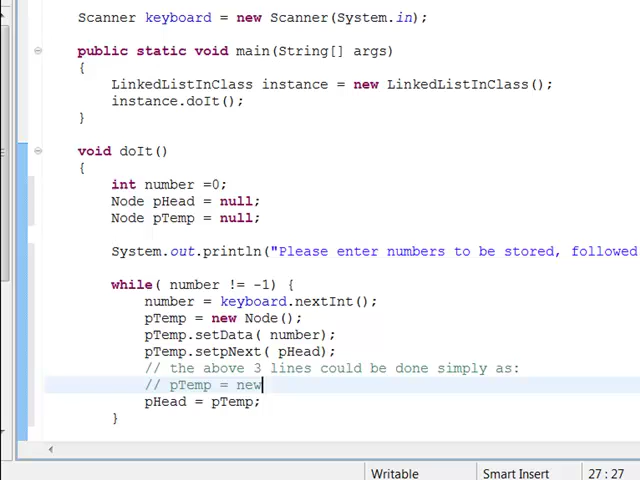 Scanner keyboard = new Scanner(System.in);
public static void main(String[] args)
{
LinkedListInClass instance = new LinkedListInClass();
instance.doIt();
}
void doIt()
{
int number =0;
Node pHead = null;
Node pTemp = null;
System.out.println("Please enter numbers to be stored, followed
while( number != -1) {
number = keyboard.nextInt();
pTemp = new Node();
pTemp.setData( number);
pTemp.setpNext( pHead);
// the above 3 lines could be done simply as:
// pTemp = new
pHead = pTemp;
}
Writable Smart Insert 27 : 27